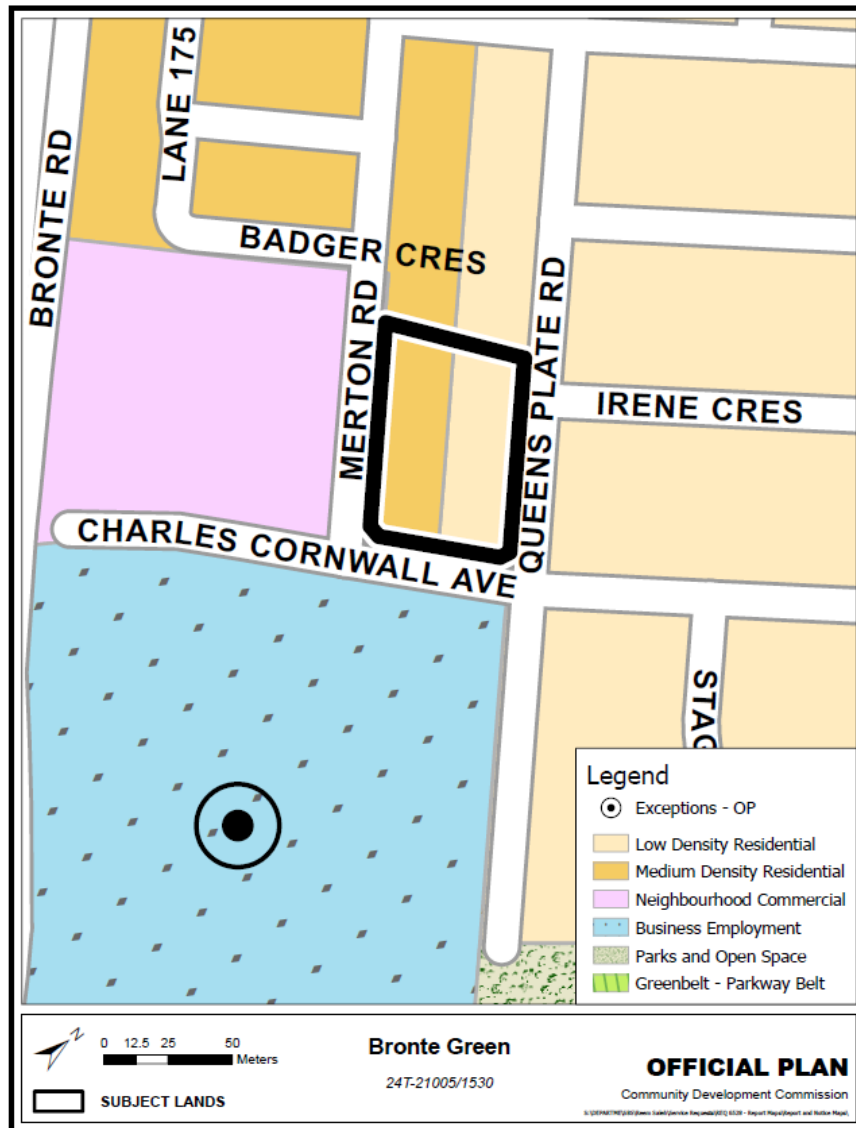 LANE 175
BRONTE RD
BADGER CRES
MERTON RD
QUEENS PLATE RD
IRENE CRES
CHARLES CORNWALL AVE
STAG
Legend
Exceptions - OP
Low Density Residential
Medium Density Residential
Neighbourhood Commercial
Business Employment
Parks and Open Space
Greenbelt - Parkway Belt
N
0 12.5 25 50
Meters
SUBJECT LANDS
Bronte Green
24T-21005/1530
OFFICIAL PLAN
Community Development Commission